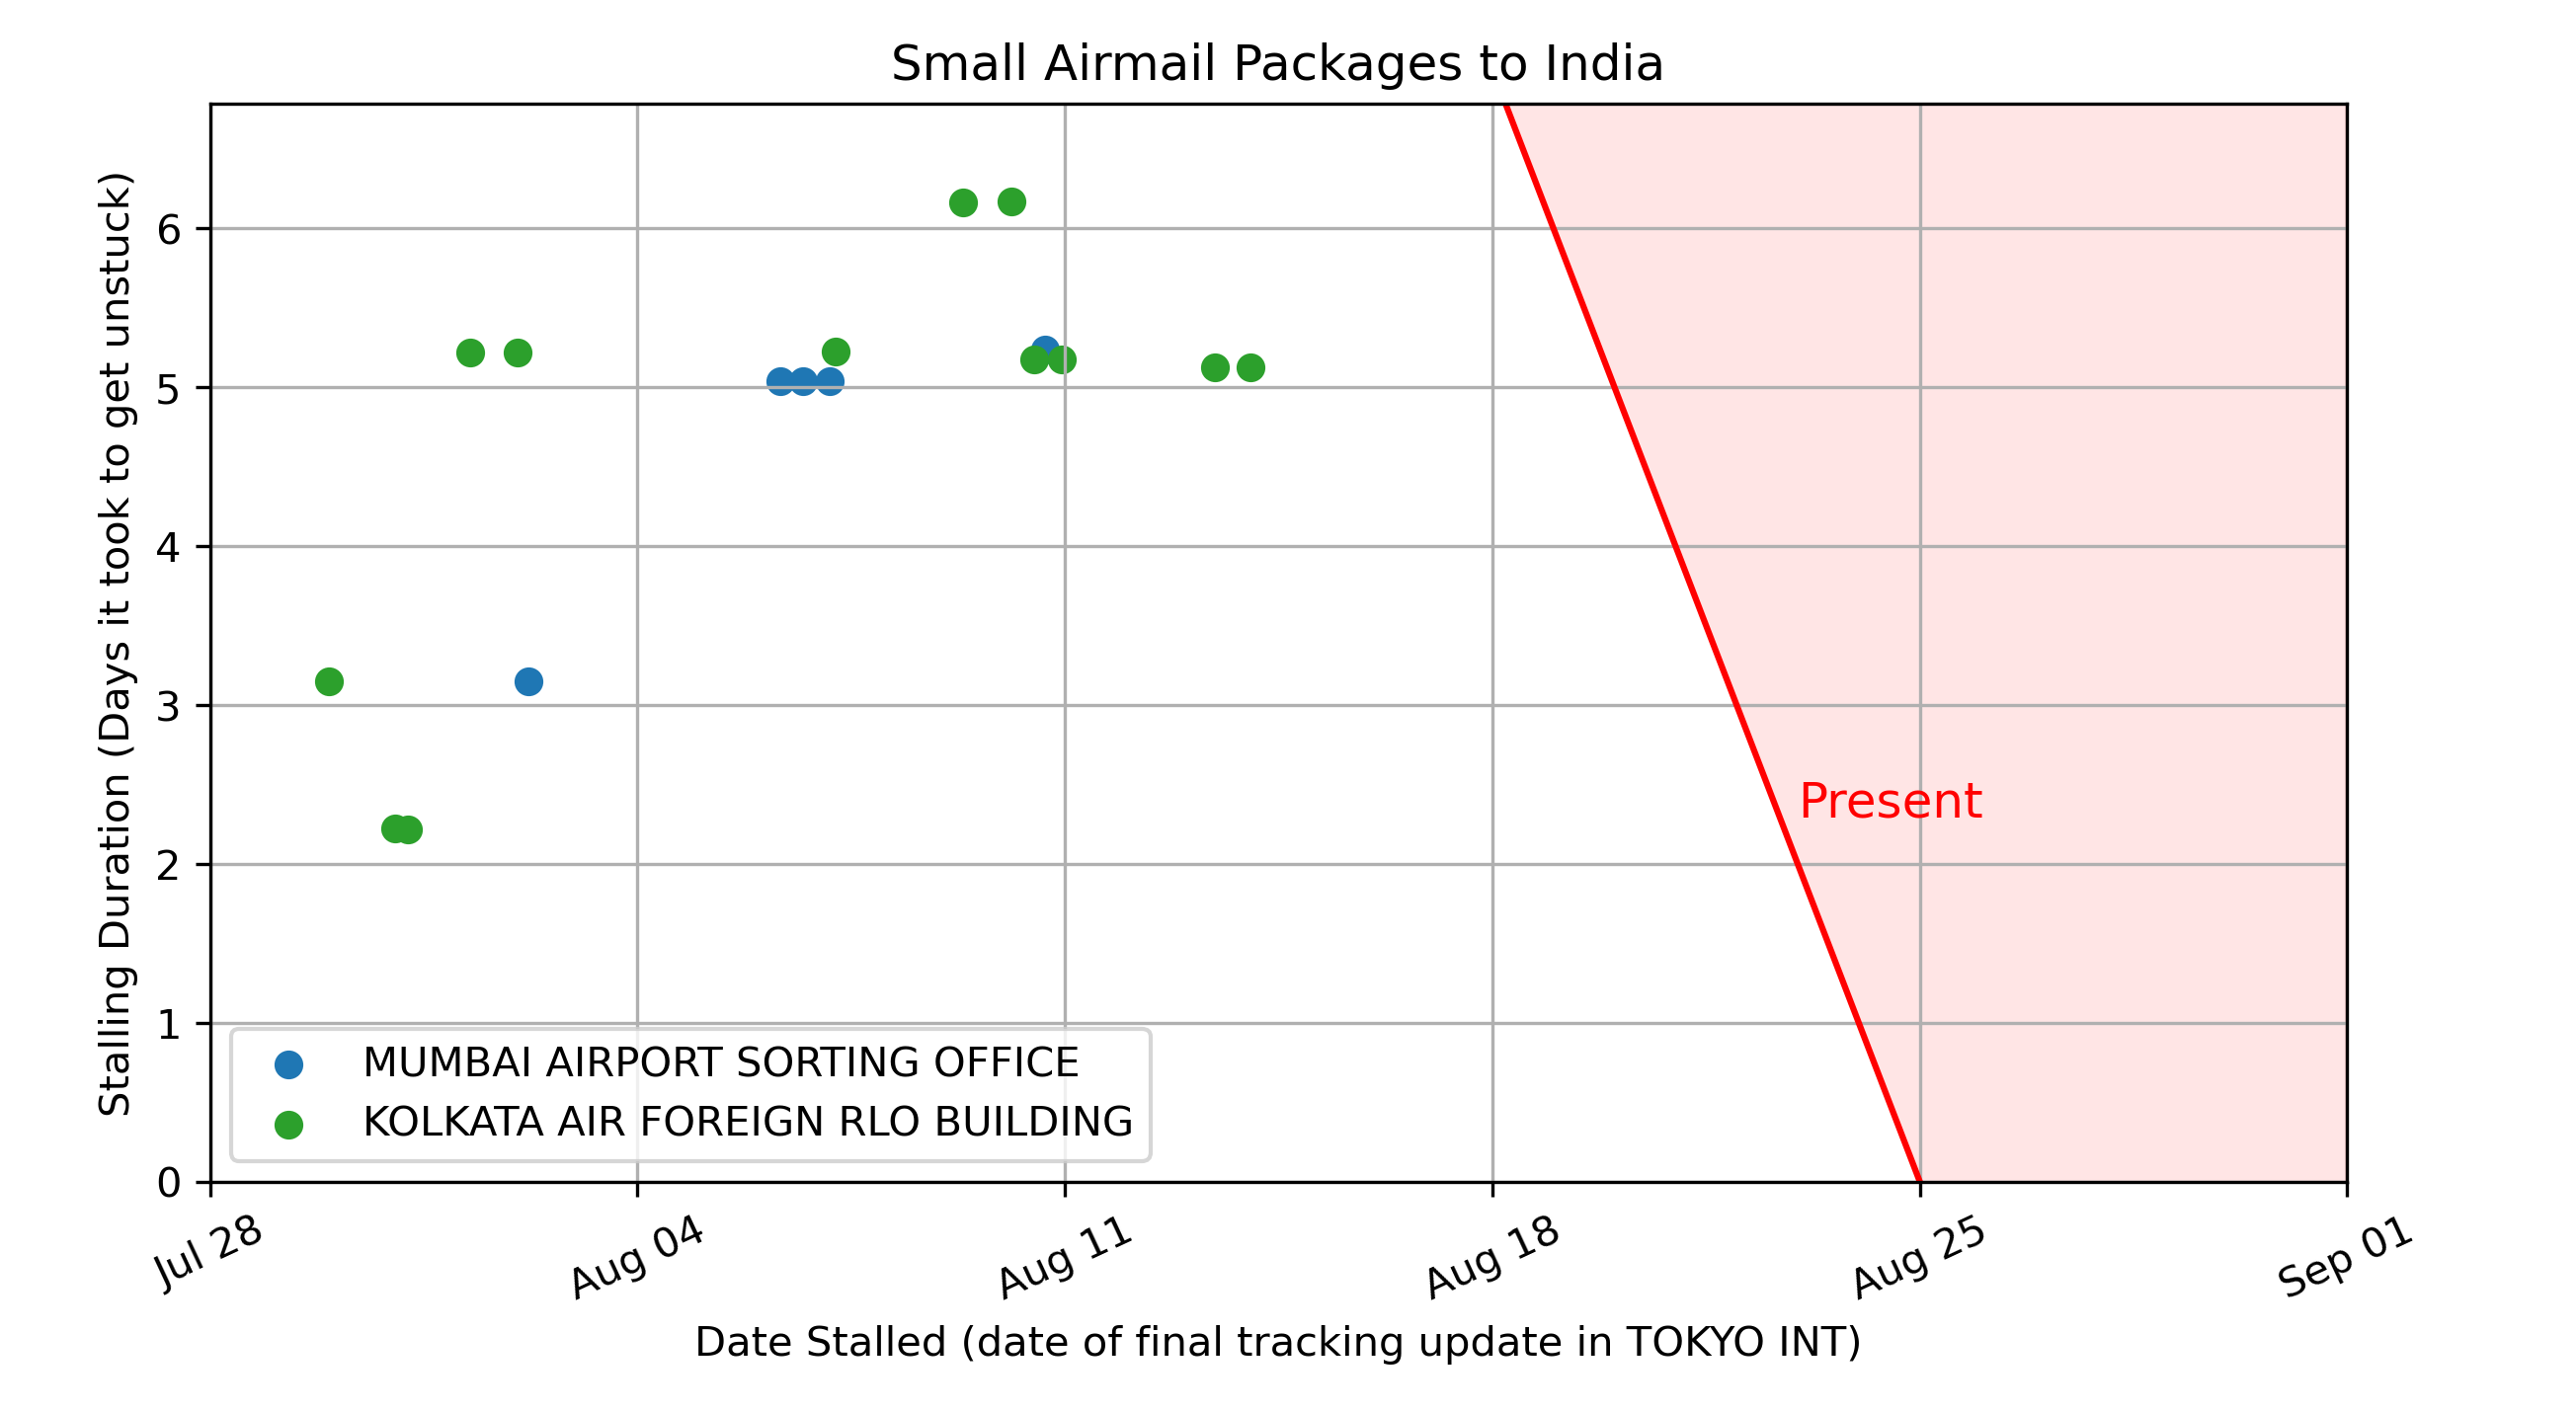 Small Airmail Packages to India
Stalling Duration (Days it took to get unstuck)
6
5
4
3
2
1
0
Present
MUMBAI AIRPORT SORTING OFFICE
KOLKATA AIR FOREIGN RLO BUILDING
Jul 28
Aug 04
Aug 11
Aug 18
Aug 25
Sep 01
Date Stalled (date of final tracking update in TOKYO INT)